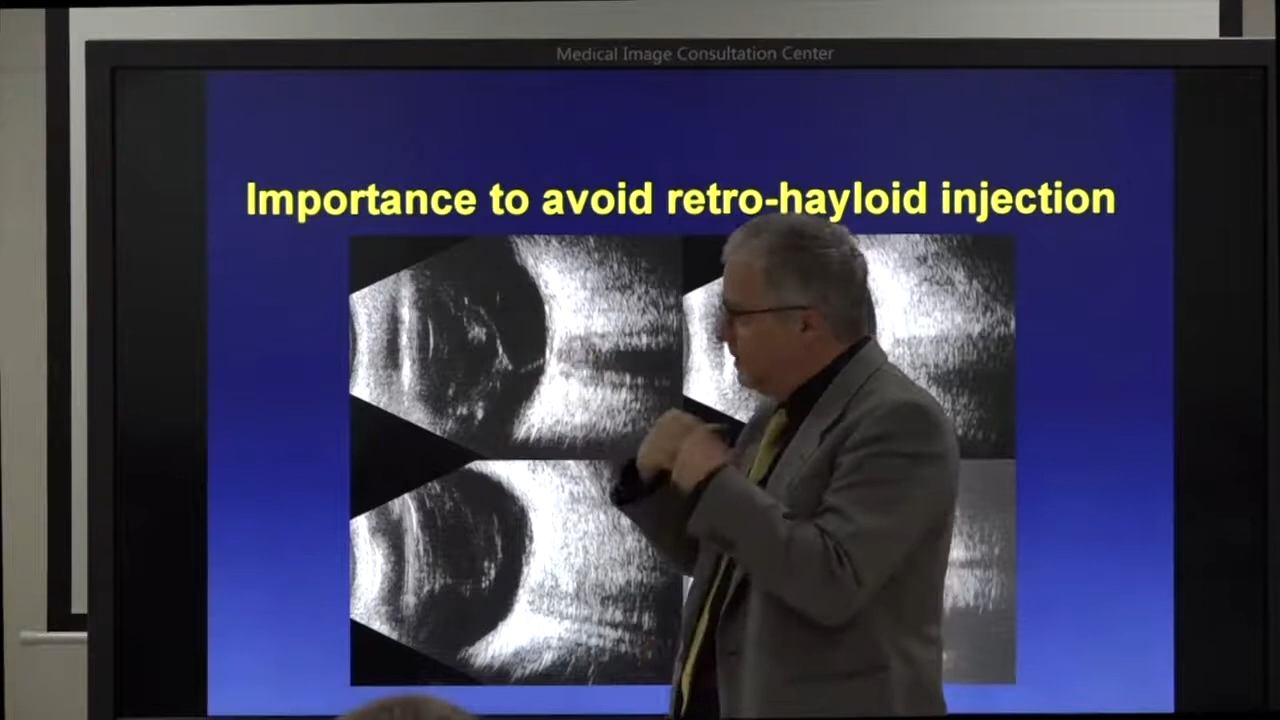 Medical Image Consultation Center
Importance to avoid retro-hayloid injection